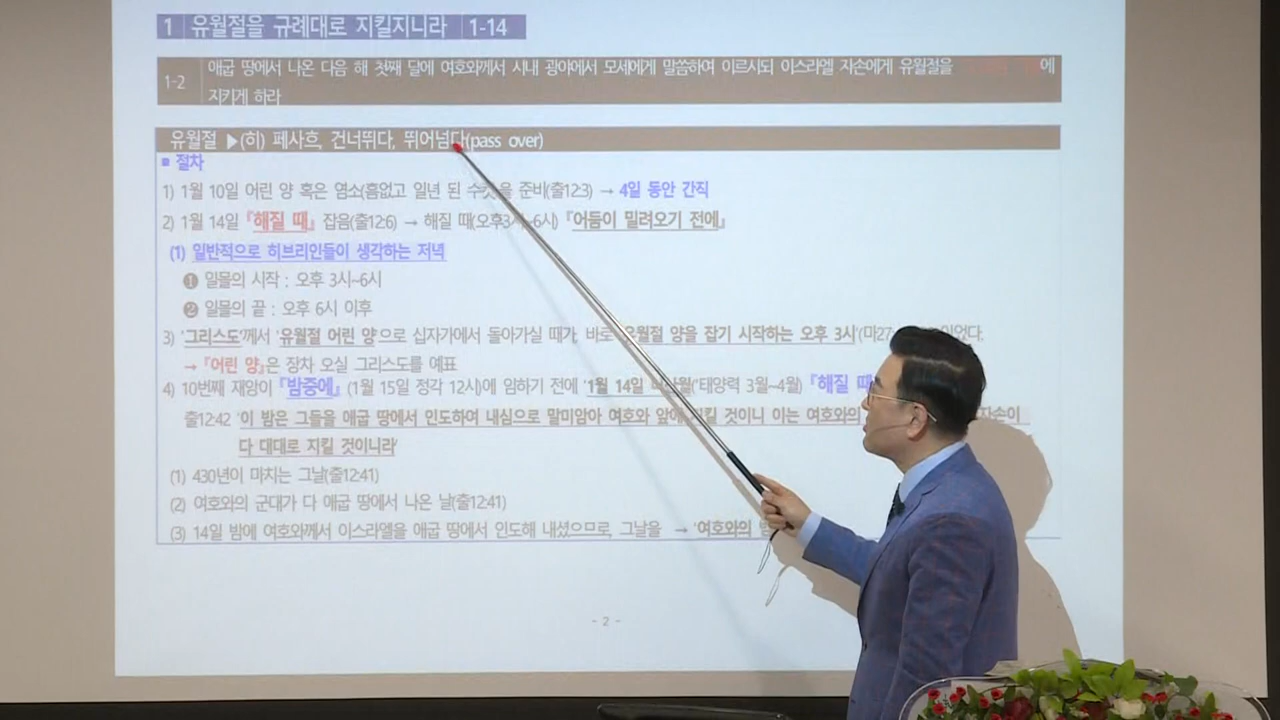 1 유월절을 규례대로 지킬지니라 1-14
1-2 애굽 땅에서 나온 다음 해 첫째 달에 여호와께서 시내 광야에서 모세에게 말씀하여 이르시되 이스라엘 자손에게 유월절을 에
지키게 하라
유월절 ▶(히) 페사흐, 건너뛰다, 뛰어넘다(pass over)
■ 절차
1) 1월 10일 어린 양 혹은 염소(흠없고 일년 된 수컷)을 준비(출12:3) → 4일 동안 간직
2) 1월 14일 『해질 때』 잡음(출12:6) → 해질 때(오후3시~6시) 『어둠이 밀려오기 전에』
(1) 일반적으로 히브리인들이 생각하는 저녁
❶ 일몰의 시작 : 오후 3시~6시
❷ 일몰의 끝 : 오후 6시 이후
3) '그리스도'께서 '유월절 어린 양'으로 십자가에서 돌아가실 때가, 바로 '유월절 양을 잡기 시작하는 오후 3시'(마27: 이었다.
→ 『어린 양』은 장차 오실 그리스도를 예표
4) 10번째 재앙이 『밤중에』 (1월 15일 정각 12시)에 임하기 전에 '1월 14일 니산월'(태양력 3월~4월) 『해질 때
출12:42 '이 밤은 그들을 애굽 땅에서 인도하여 내심으로 말미암아 여호와 앞에 지킬 것이니 이는 여호와의 자손이
다 대대로 지킬 것이니라'
(1) 430년이 마치는 그날(출12:41)
(2) 여호와의 군대가 다 애굽 땅에서 나온 날(출12:41)
(3) 14일 밤에 여호와께서 이스라엘을 애굽 땅에서 인도해 내셨으므로, 그날을 → '여호와의
- 2 -